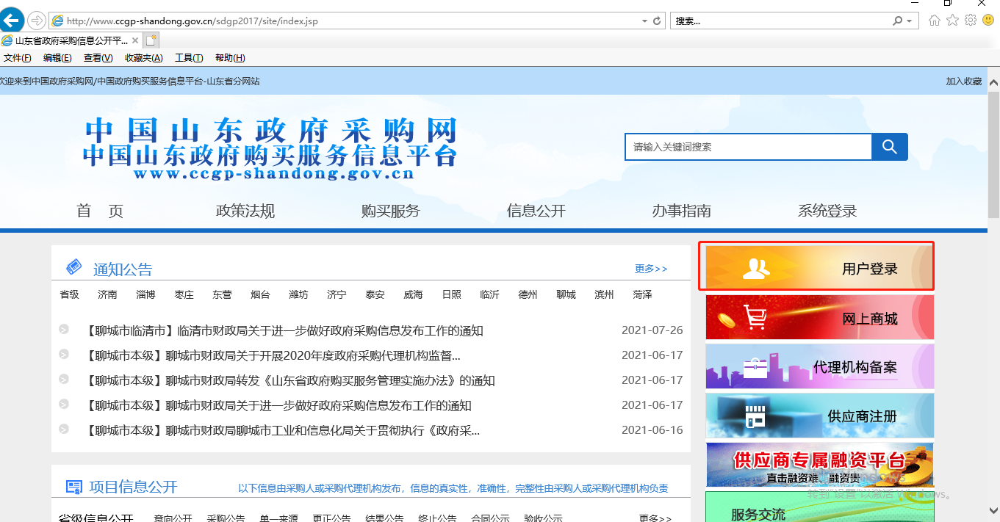 http://www.ccgp-shandong.gov.cn/sdgp2017/site/index.jsp
搜索...
山东省政府采购信息公开平...
文件(F) 编辑(E) 查看(V) 收藏夹(A) 工具(T) 帮助(H)
欢迎来到中国政府采购网/中国政府购买服务信息平台-山东省分网站
加入收藏
中国山东政府采购网
中国山东政府购买服务信息平台
www.ccgp-shandong.gov.cn
请输入关键词搜索
首 页 政策法规 购买服务 信息公开 办事指南 系统登录
通知公告
更多>>
省级 济南 淄博 枣庄 东营 烟台 潍坊 济宁 泰安 威海 日照 临沂 德州 聊城 滨州 菏泽
【聊城市临清市】临清市财政局关于进一步做好政府采购信息发布工作的通知 2021-07-26
【聊城市本级】聊城市财政局关于开展2020年度政府采购代理机构监督... 2021-06-17
【聊城市本级】聊城市财政局转发《山东省政府购买服务管理实施办法》的通知 2021-06-17
【聊城市本级】聊城市财政局关于进一步做好政府采购信息发布工作的通知 2021-06-17
【聊城市本级】聊城市财政局聊城市工业和信息化局关于贯彻执行《政府采... 2021-06-16
项目信息公开
以下信息由采购人或采购代理机构发布，信息的真实性，准确性，完整性由采购人或采购代理机构负责
省级信息公开 意向公开 采购公告 单一来源 更正公告 结果公告 终止公告 合同公示 验收公示 更多>>
用户登录
网上商城
代理机构备案
供应商注册
供应商专属融资平台
直击融资难、融资贵
转到"设置"以激活 Windows。
服务交流